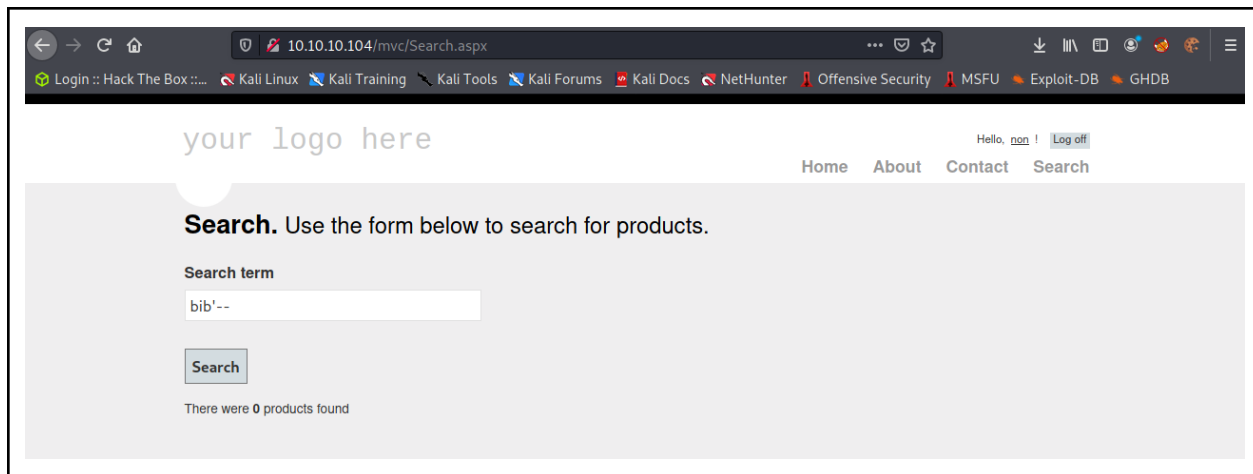 10.10.10.104/mvc/Search.aspx
Login :: Hack The Box ::... Kali Linux Kali Training Kali Tools Kali Forums Kali Docs NetHunter Offensive Security MSFU Exploit-DB GHDB
your logo here
Hello, non ! Log off
Home About Contact Search
Search. Use the form below to search for products.
Search term
bib'--
Search
There were 0 products found